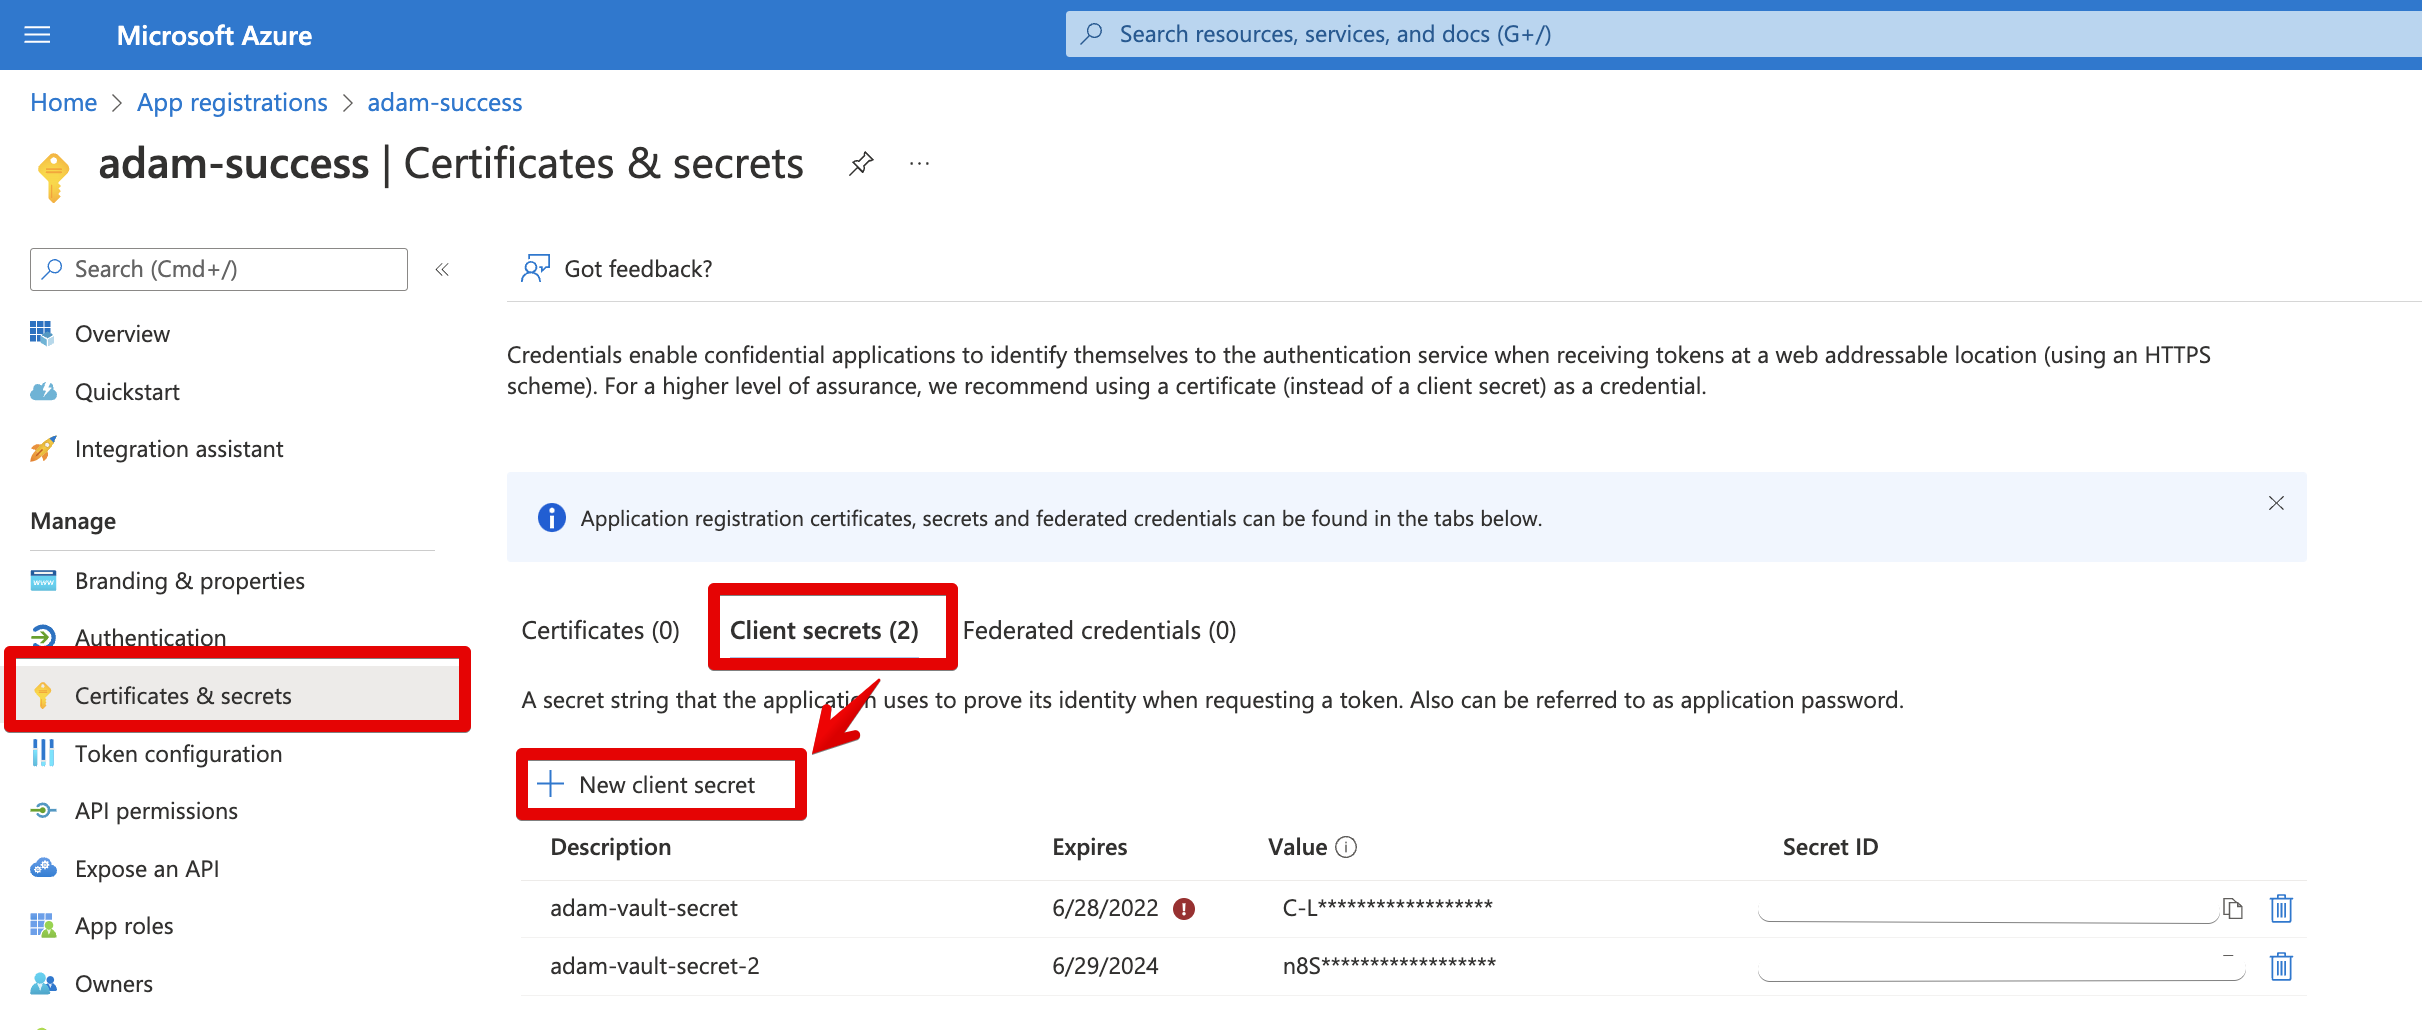 Microsoft Azure
Search resources, services, and docs (G+/)
Home > App registrations > adam-success
adam-success | Certificates & secrets
Search (Cmd+/)
Overview
Quickstart
Integration assistant
Manage
Branding & properties
Authentication
Certificates & secrets
Token configuration
API permissions
Expose an API
App roles
Owners
Got feedback?
Credentials enable confidential applications to identify themselves to the authentication service when receiving tokens at a web addressable location (using an HTTPS
scheme). For a higher level of assurance, we recommend using a certificate (instead of a client secret) as a credential.
Application registration certificates, secrets and federated credentials can be found in the tabs below.
Certificates (0) Client secrets (2) Federated credentials (0)
A secret string that the application uses to prove its identity when requesting a token. Also can be referred to as application password.
New client secret
Description Expires Value Secret ID
adam-vault-secret 6/28/2022 C-L******************
adam-vault-secret-2 6/29/2024 n8S******************